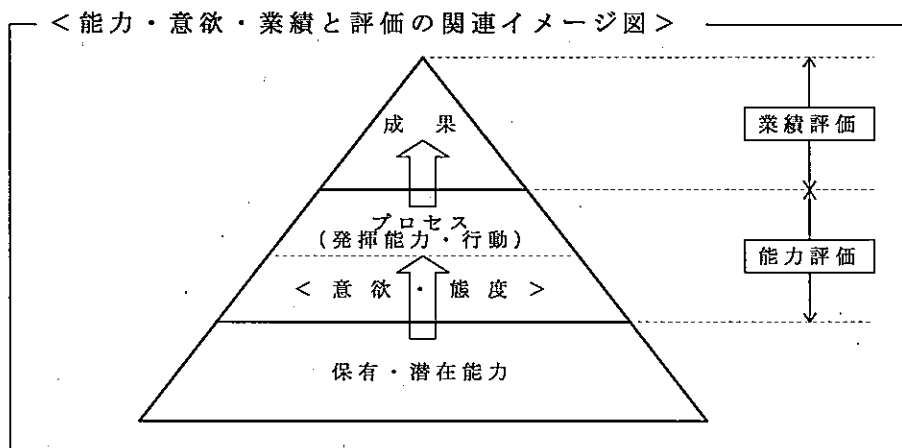 <能力・意欲・業績と評価の関連イメージ図>
成果
業績評価
プロセス
(発揮能力・行動)
能力評価
<意欲・態度>
保有・潜在能力